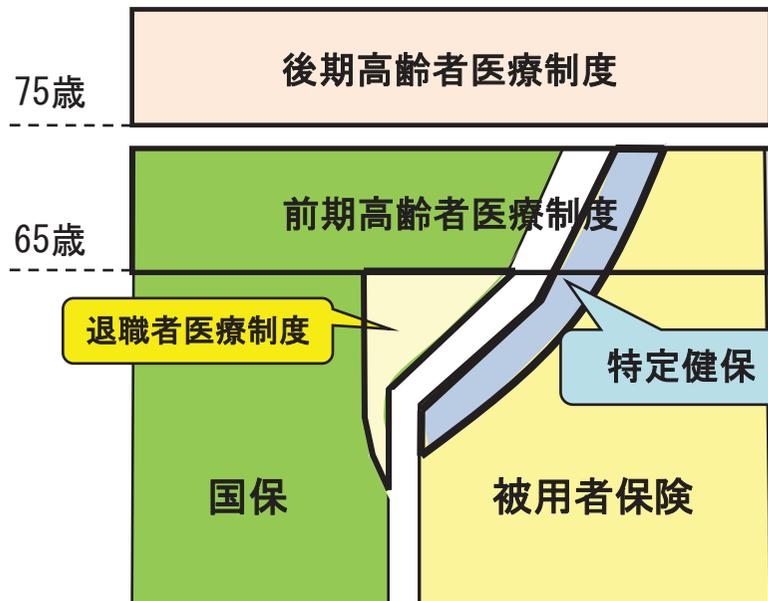 後期高齢者医療制度
75歳
前期高齢者医療制度
65歳
退職者医療制度
特定健保
国保
被用者保険